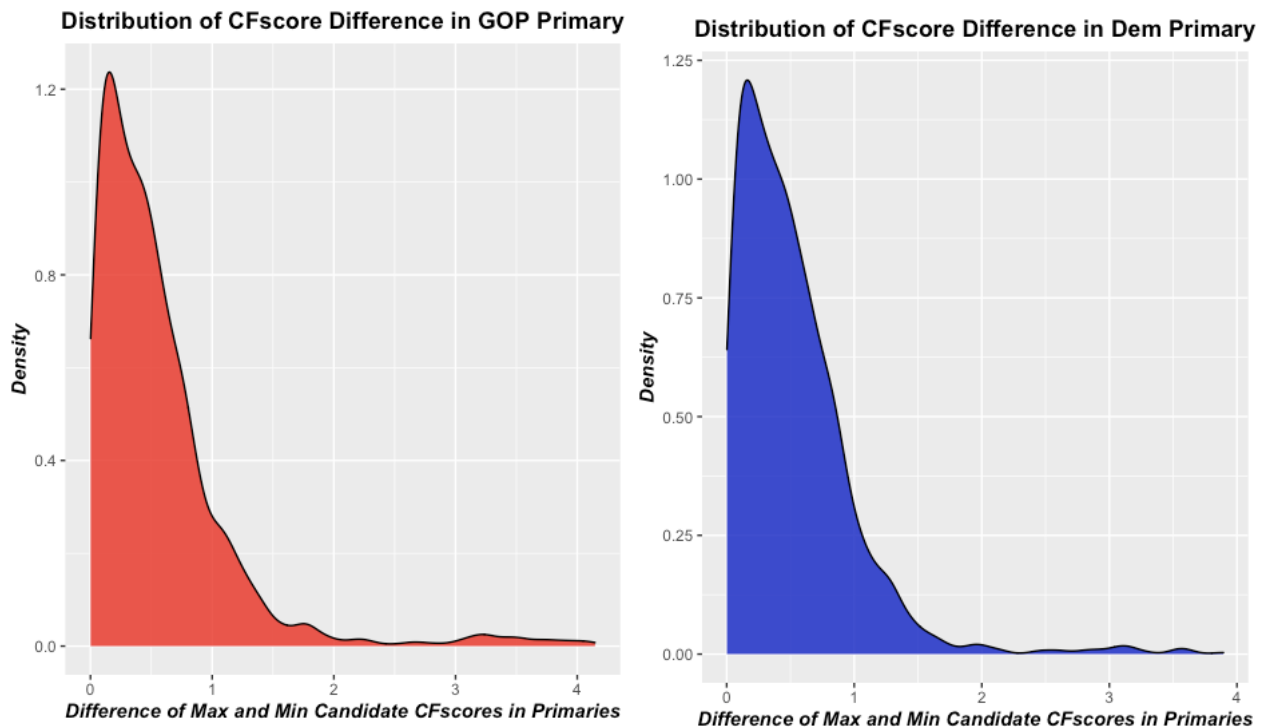 Distribution of CFscore Difference in GOP Primary
1.2
0.8
0.4
0.0
Density
0 1 2 3 4
Difference of Max and Min Candidate CFscores in Primaries
Distribution of CFscore Difference in Dem Primary
1.25
1.00
0.75
0.50
0.25
0.00
Density
0 1 2 3 4
Difference of Max and Min Candidate CFscores in Primaries